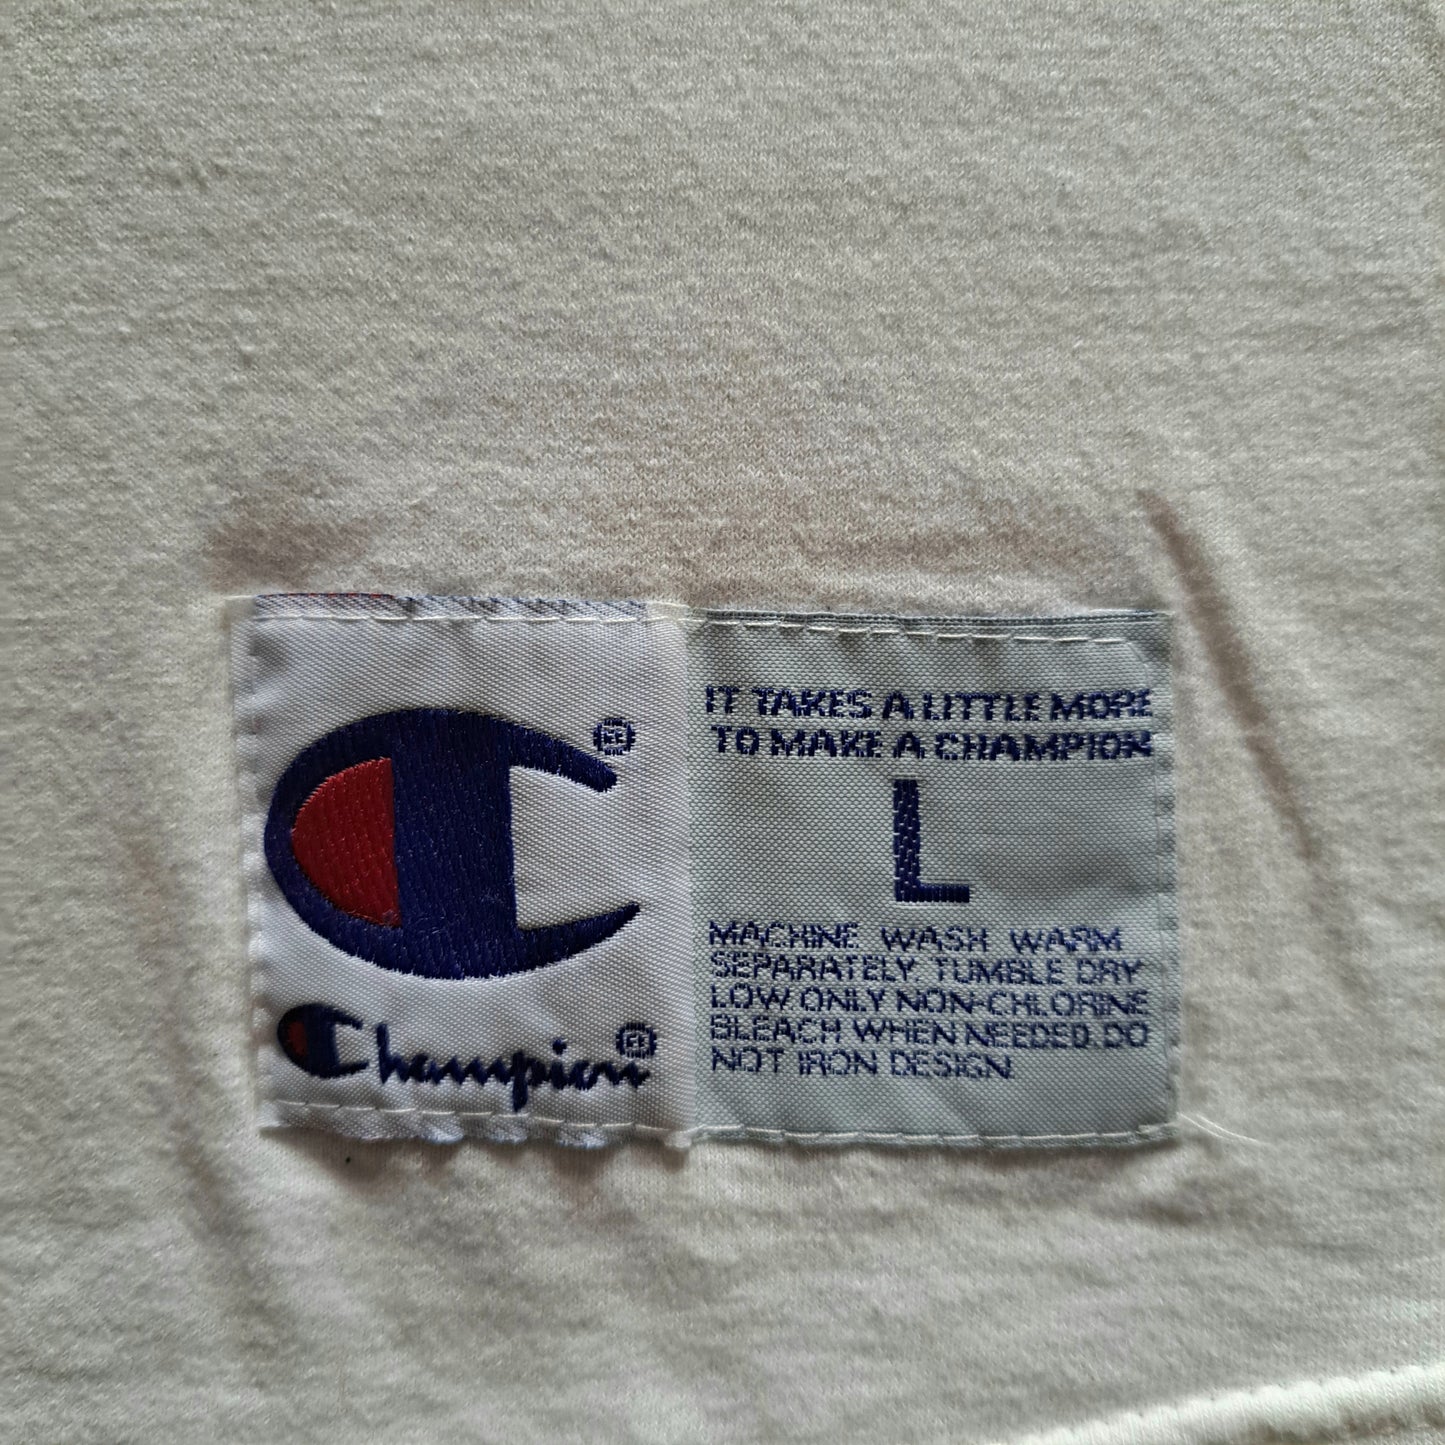 Champion®
IT TAKES A LITTLE MORE
TO MAKE A CHAMPION
L
MACHINE WASH WARM
SEPARATELY. TUMBLE DRY
LOW ONLY NON-CHLORINE
BLEACH WHEN NEEDED. DO
NOT IRON DESIGN.